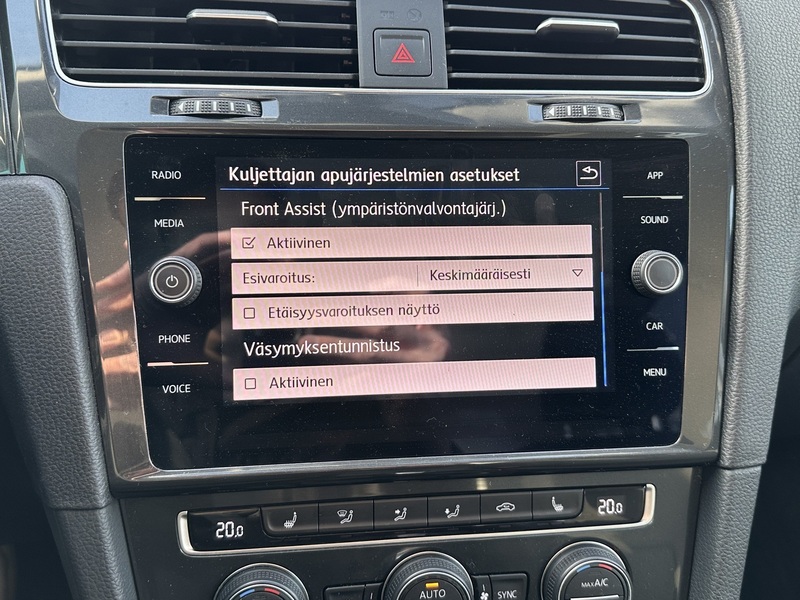 RADIO
MEDIA
PHONE
VOICE
Kuljettajan apujärjestelmien asetukset
Front Assist (ympäristönvalvontajärj.)
Aktiivinen
Esivaroitus: Keskimääräisesti
Etäisyysvaroituksen näyttö
Väsymyksentunnistus
Aktiivinen
APP
SOUND
CAR
MENU
20.0
20.0
AUTO
SYNC
MAX A/C